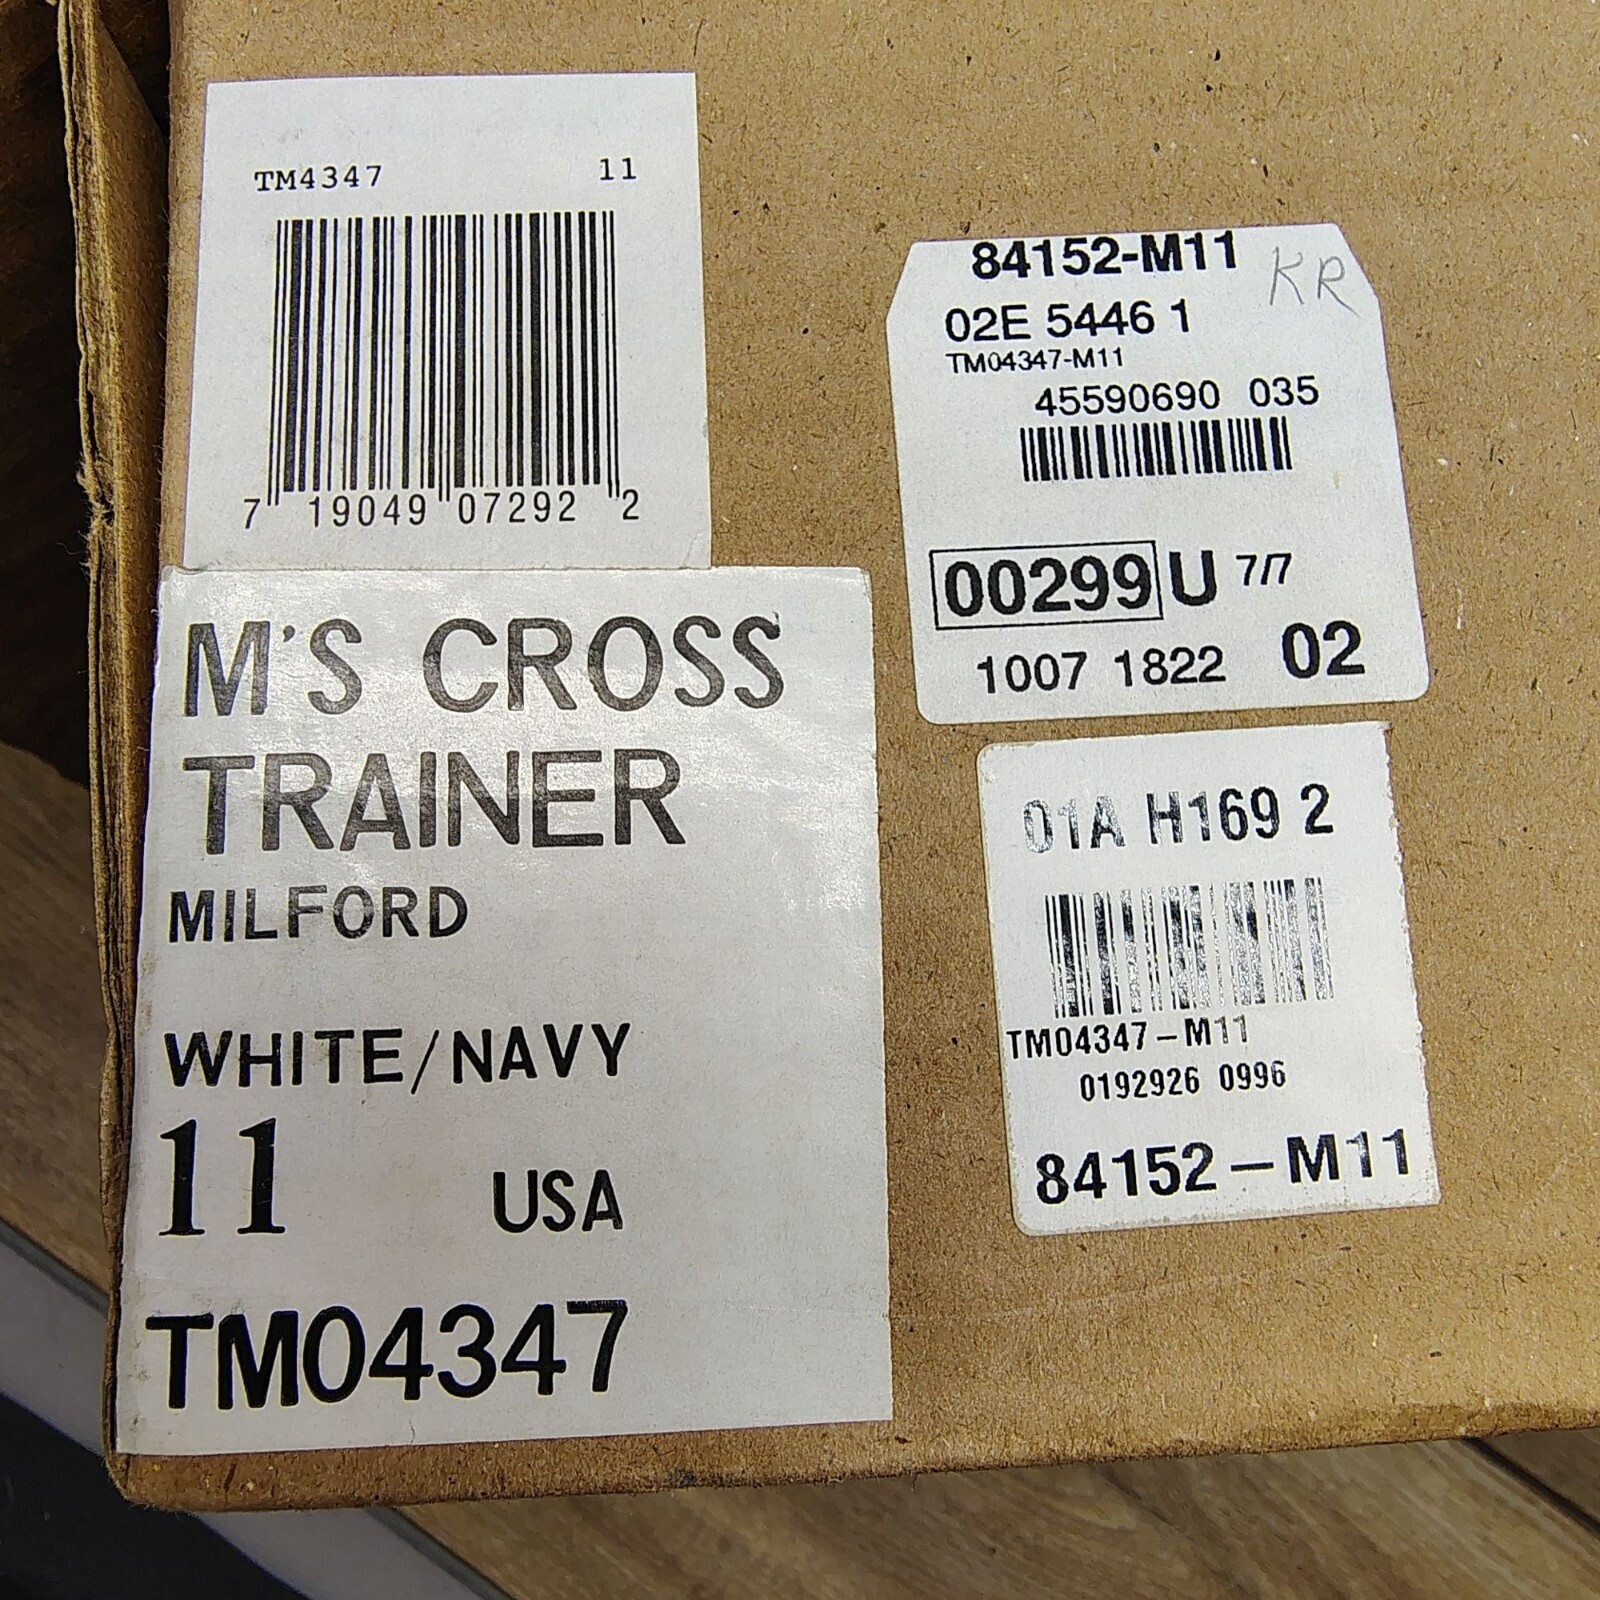 TM4347 11
7 19049 07292 2
M'S CROSS
TRAINER
MILFORD
WHITE/NAVY
11 USA
TM04347
84152-M11 KR
02E 5446 1
TM04347-M11
45590690 035
00299 U 7/7
1007 1822 02
01A H169 2
TM04347-M11
0192926 0996
84152-M11